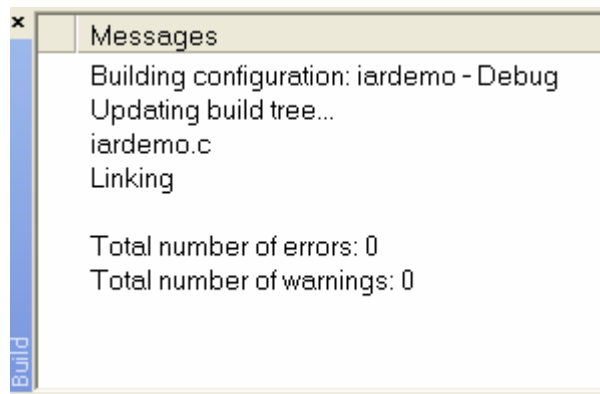 ×
Messages
Building configuration: iardemo - Debug
Updating build tree...
iardemo.c
Linking
Total number of errors: 0
Total number of warnings: 0
Build